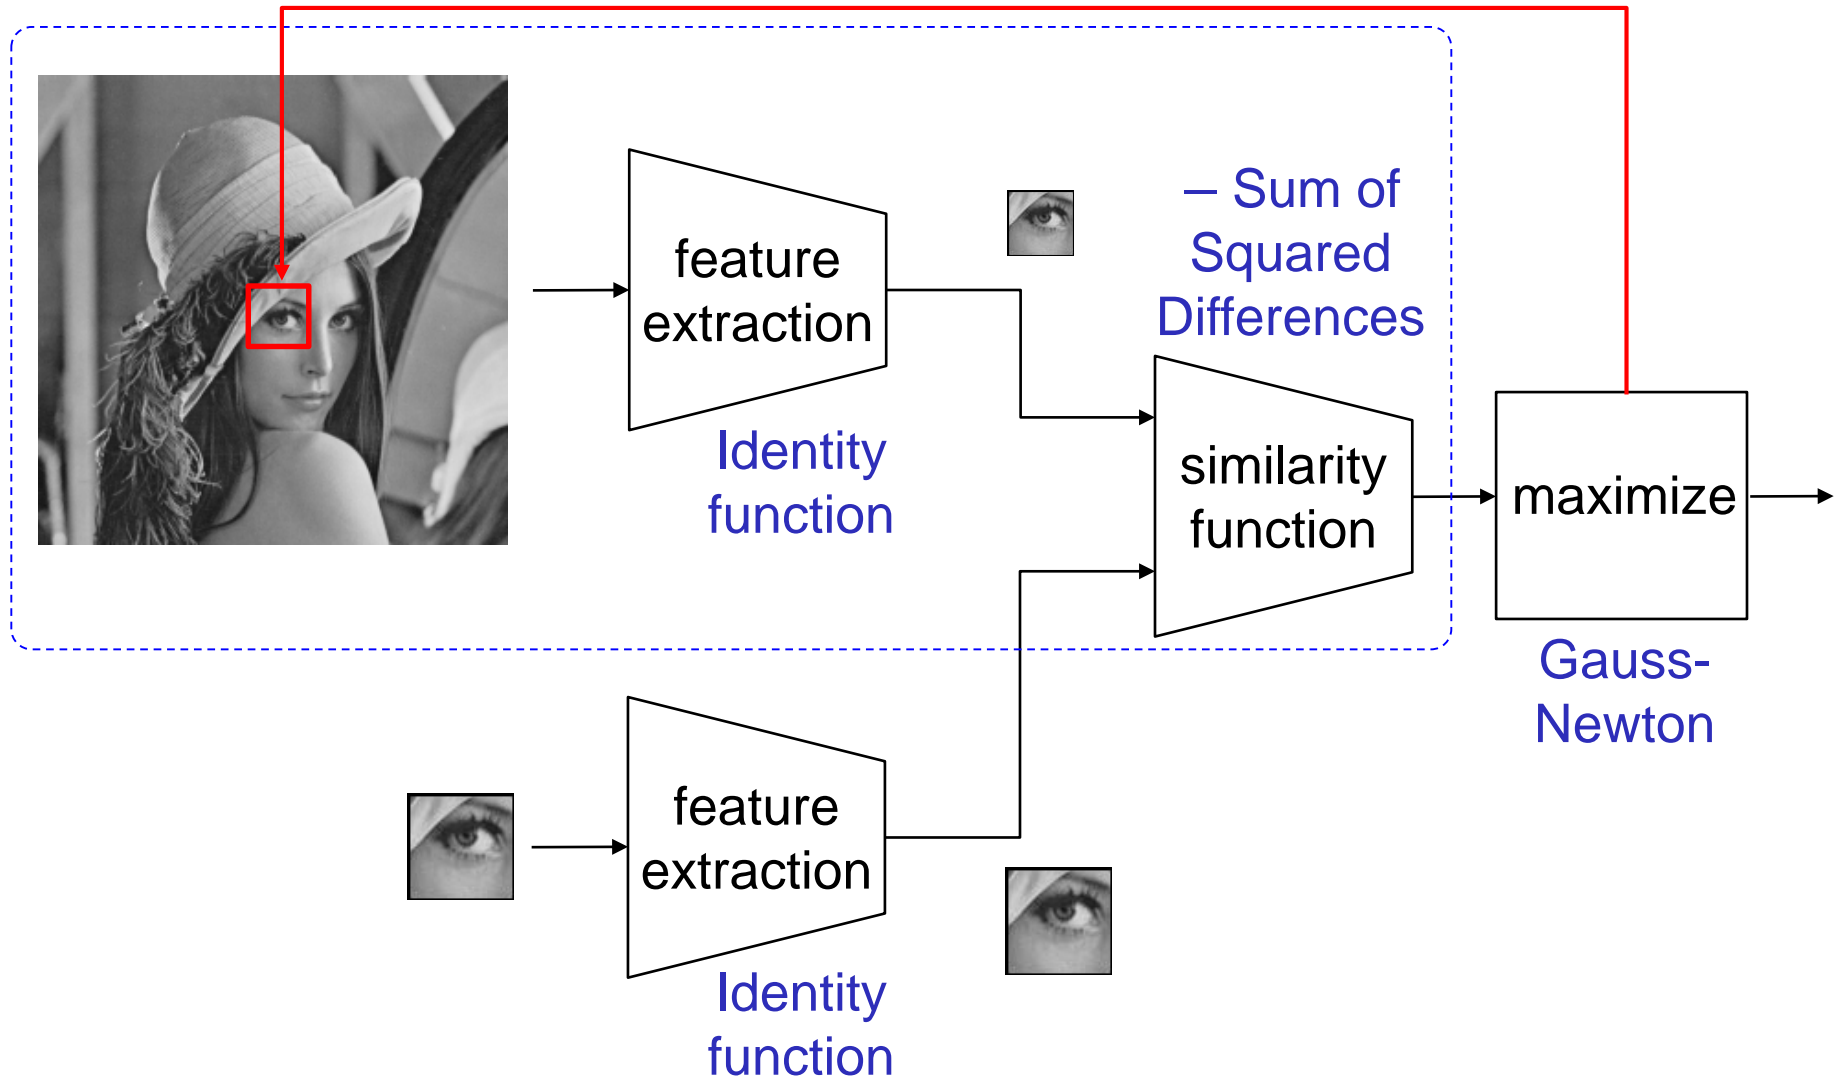 feature
extraction
Identity
function
– Sum of
Squared
Differences
similarity
function
maximize
Gauss-
Newton
feature
extraction
Identity
function